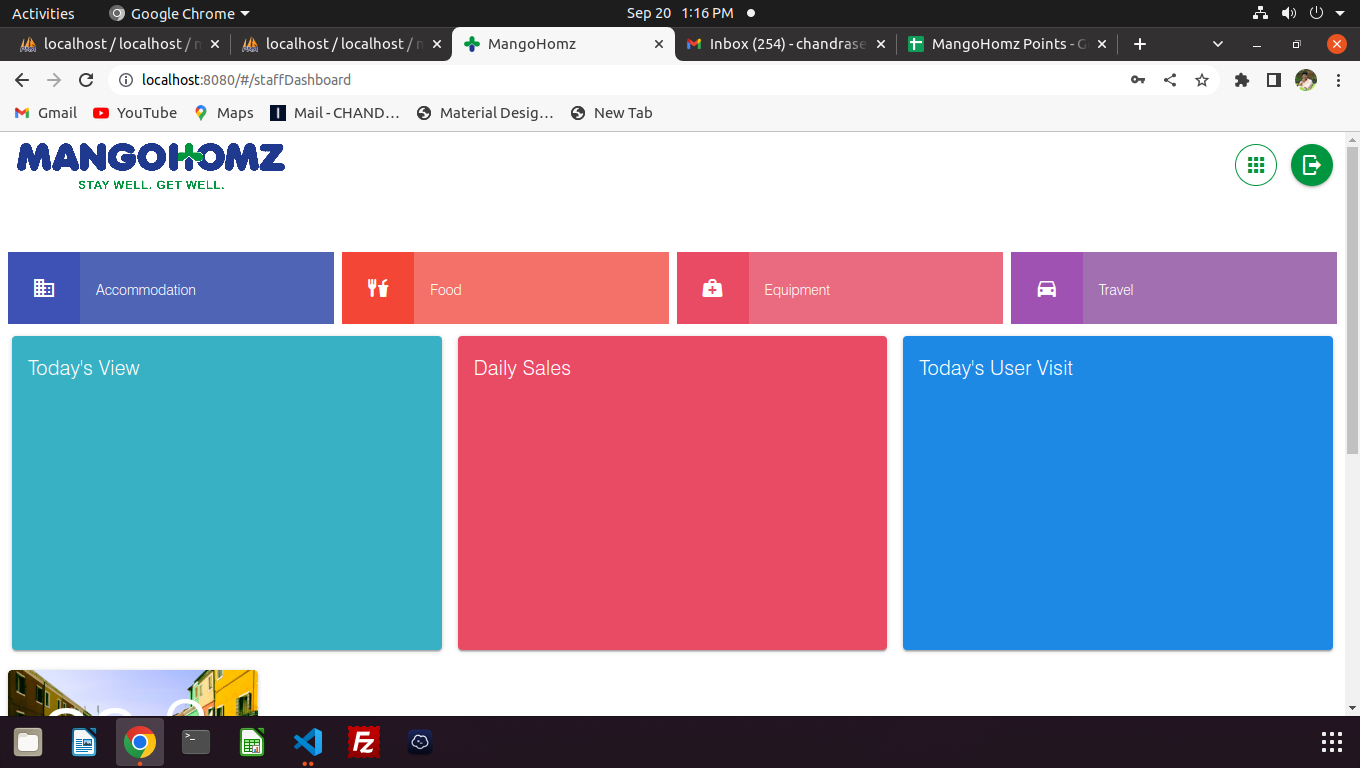 Activities
Google Chrome
Sep 20 1:16 PM
localhost / localhost /
localhost / localhost /
MangoHomz
Inbox (254) - chandrase
MangoHomz Points - G
localhost:8080/#/staffDashboard
Gmail
YouTube
Maps
Mail - CHAND...
Material Desig...
New Tab
MANGOHOMZ
STAY WELL. GET WELL.
Accommodation
Food
Equipment
Travel
Today's View
Daily Sales
Today's User Visit